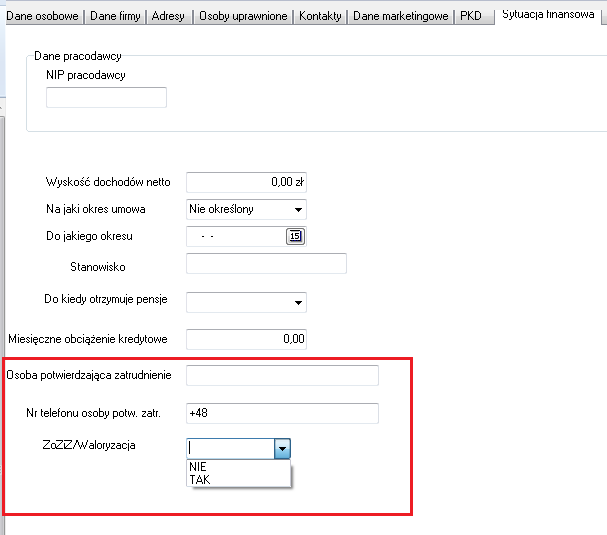 Dane osobowe Dane firmy Adresy Osoby uprawnione Kontakty Dane marketingowe PKD Sytuacja finansowa
Dane pracodawcy
NIP pracodawcy
Wyskość dochodów netto 0,00 zł
Na jaki okres umowa Nie określony
Do jakiego okresu - - 15
Stanowisko
Do kiedy otrzymuje pensje
Miesięczne obciążenie kredytowe 0,00
Osoba potwierdzająca zatrudnienie
Nr telefonu osoby potw. zatr. +48
ZoZiZ/Waloryzacja
NIE
TAK